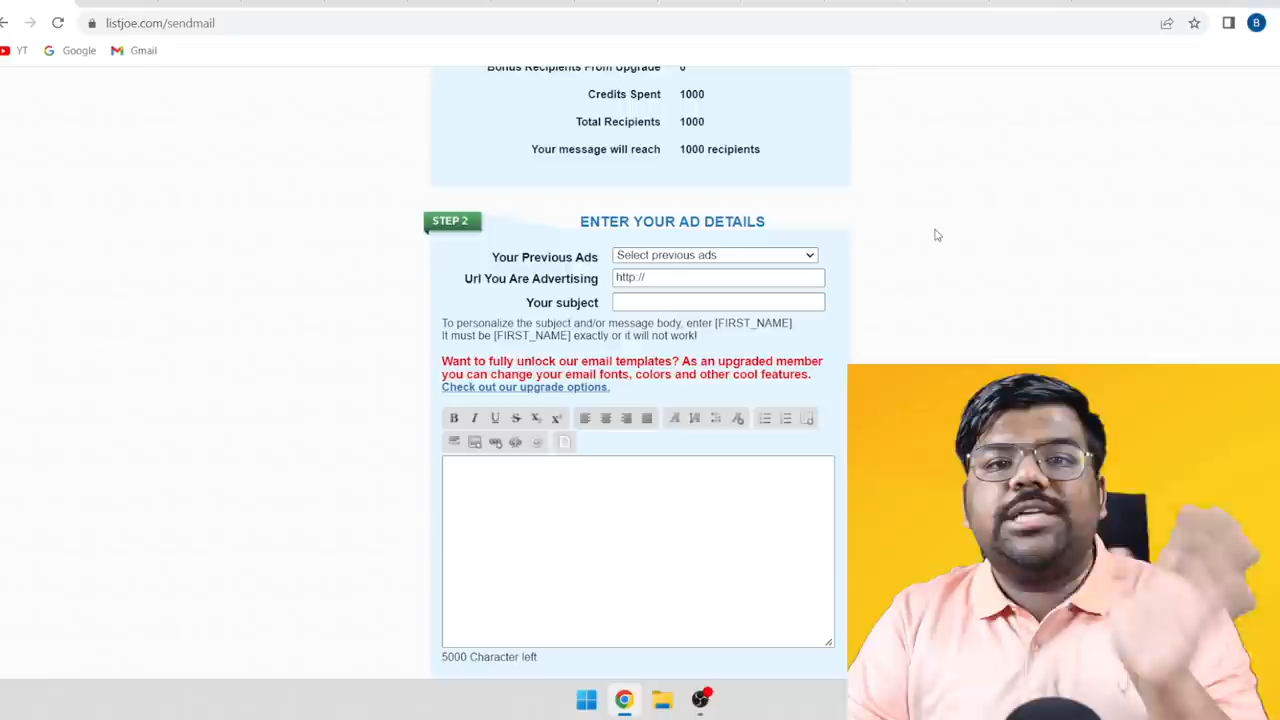 listjoe.com/sendmail
B
YT
Google
Gmail
Bonus Recipients From Upgrade 0
Credits Spent 1000
Total Recipients 1000
Your message will reach 1000 recipients
STEP 2
ENTER YOUR AD DETAILS
Your Previous Ads Select previous ads
Url You Are Advertising http://
Your subject
To personalize the subject and/or message body, enter [FIRST_NAME].
It must be [FIRST_NAME] exactly or it will not work!
Want to fully unlock our email templates? As an upgraded member
you can change your email fonts, colors and other cool features.
Check out our upgrade options.
5000 Character left